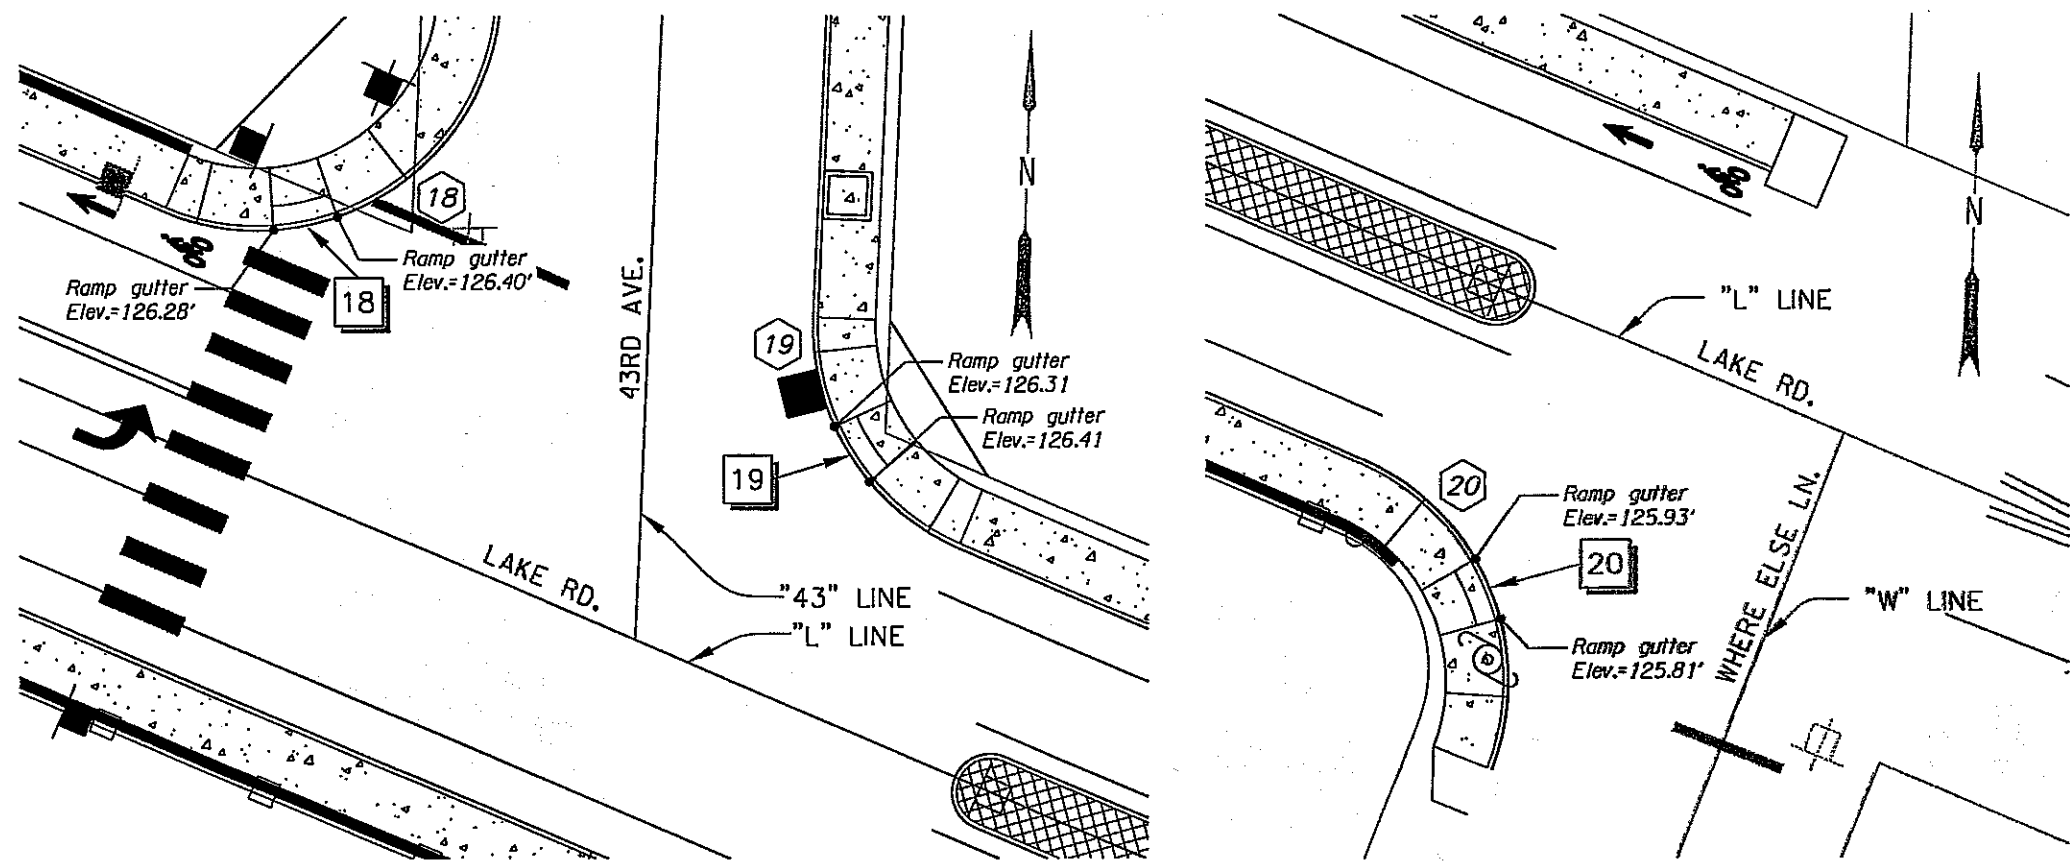 18
Ramp gutter
Elev.=126.40'
Ramp gutter
Elev.=126.28'
18
43RD AVE.
N
19
Ramp gutter
Elev.=126.31
Ramp gutter
Elev.=126.41
19
LAKE RD.
"43" LINE
"L" LINE
N
"L" LINE
LAKE RD.
20
Ramp gutter
Elev.=125.93'
20
WHERE ELSE LN.
"W" LINE
Ramp gutter
Elev.=125.81'